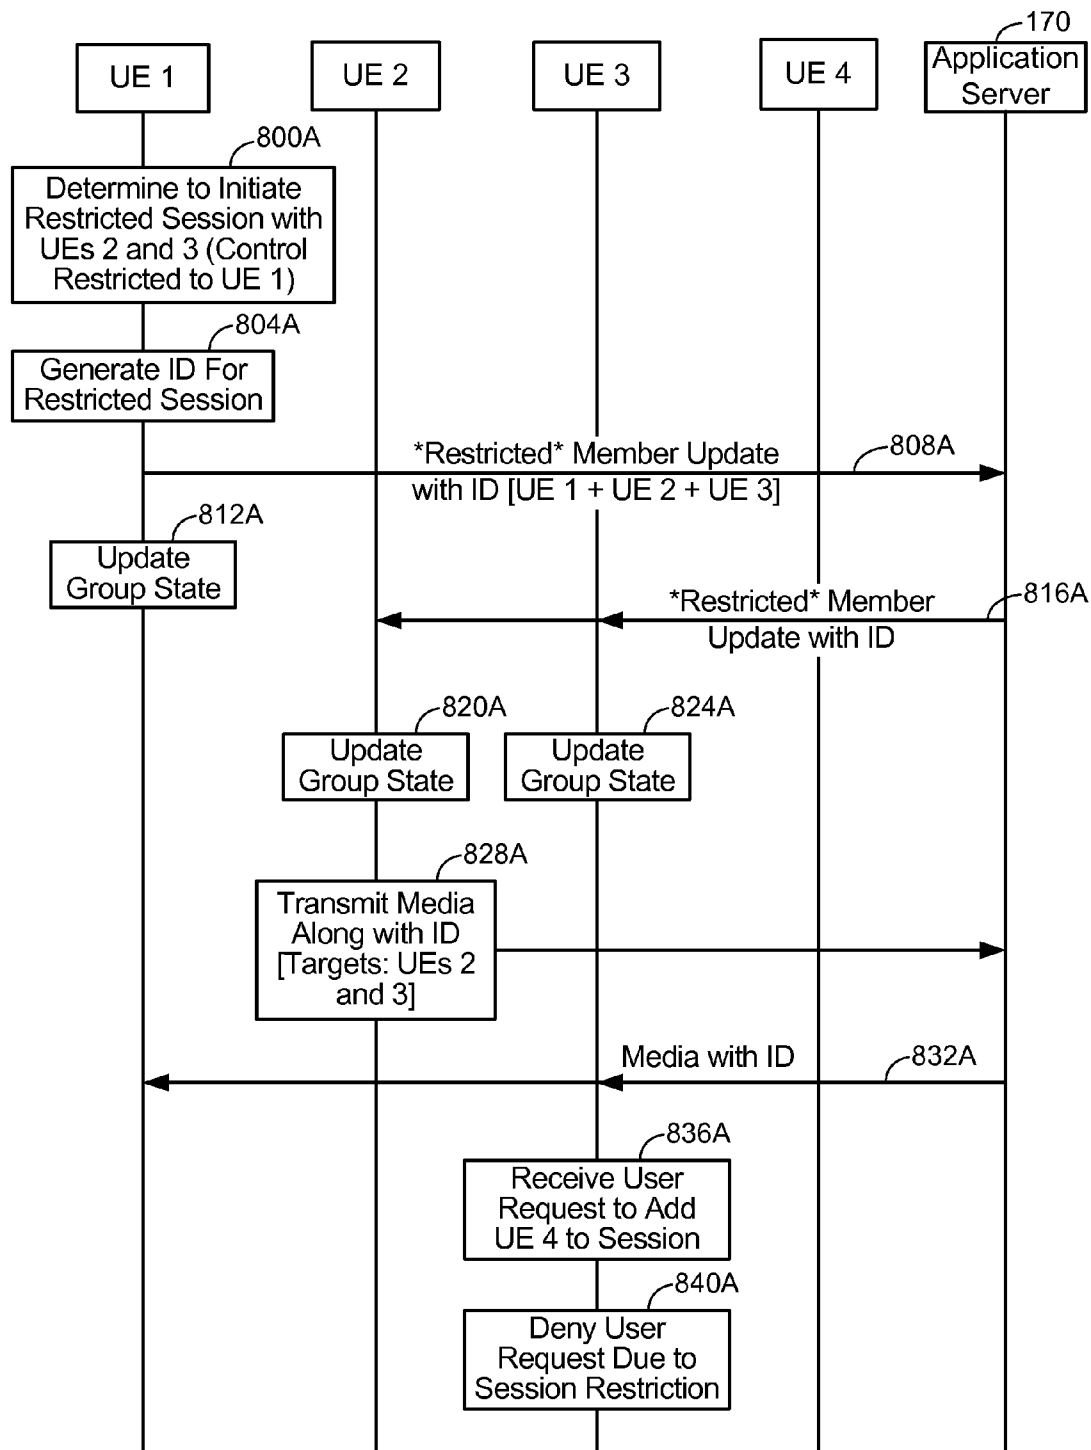 170
UE 1
UE 2
UE 3
UE 4
Application
Server
800A
Determine to Initiate
Restricted Session with
UEs 2 and 3 (Control
Restricted to UE 1)
804A
Generate ID For
Restricted Session
*Restricted* Member Update
with ID [UE 1 + UE 2 + UE 3]
808A
812A
Update
Group State
*Restricted* Member
Update with ID
816A
820A
Update
Group State
824A
Update
Group State
828A
Transmit Media
Along with ID
[Targets: UEs 2
and 3]
Media with ID
832A
836A
Receive User
Request to Add
UE 4 to Session
840A
Deny User
Request Due to
Session Restriction